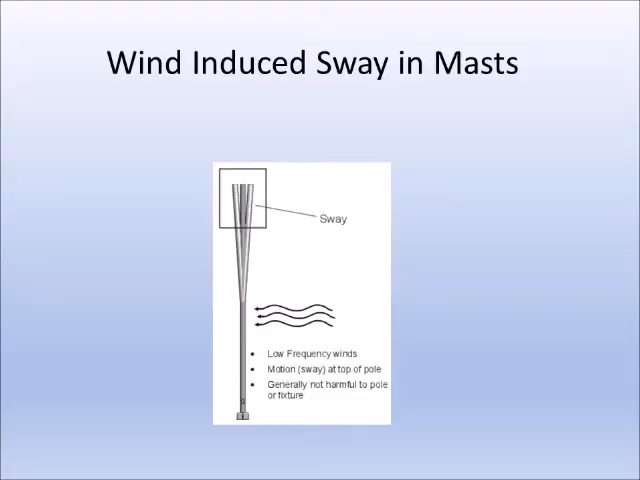 Wind Induced Sway in Masts
Sway
• Low Frequency winds
• Motion (sway) at top of pole
• Generally not harmful to pole
or fixture